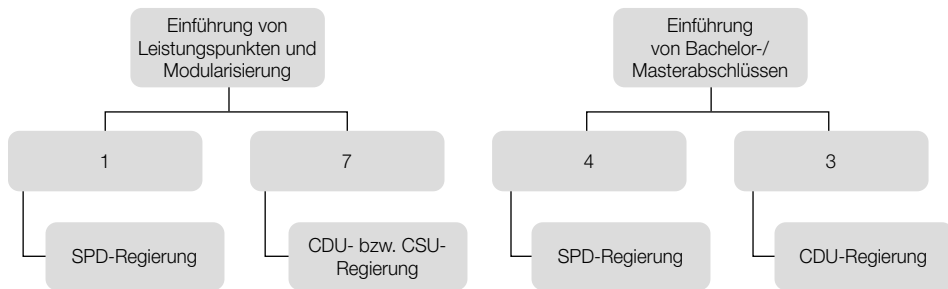 Einführung von
Leistungspunkten und
Modularisierung
Einführung
von Bachelor-/
Masterabschlüssen
1
7
4
3
SPD-Regierung
CDU- bzw. CSU-
Regierung
SPD-Regierung
CDU-Regierung